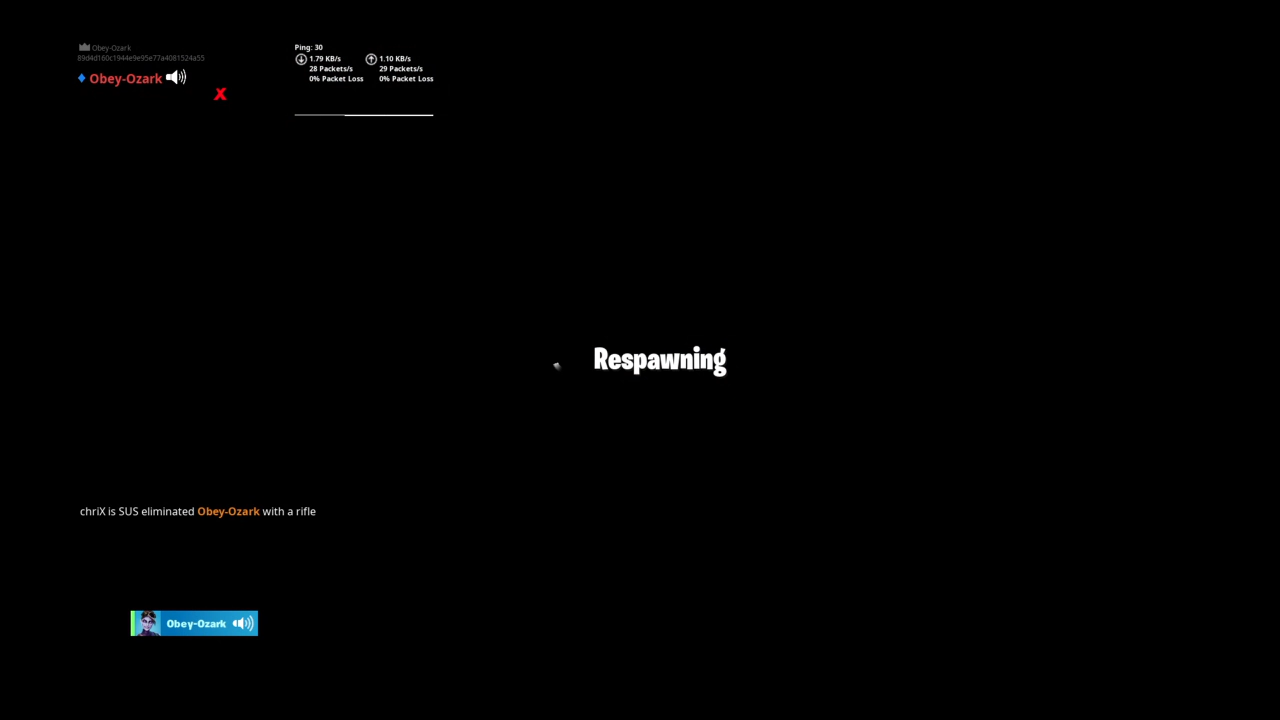 Obey-Ozark
89d4d160c1944e9e95e77a4081524a55
Obey-Ozark
X
Ping: 30
1.79 KB/s 1.10 KB/s
28 Packets/s 29 Packets/s
0% Packet Loss 0% Packet Loss
Respawning
chriX is SUS eliminated Obey-Ozark with a rifle
Obey-Ozark